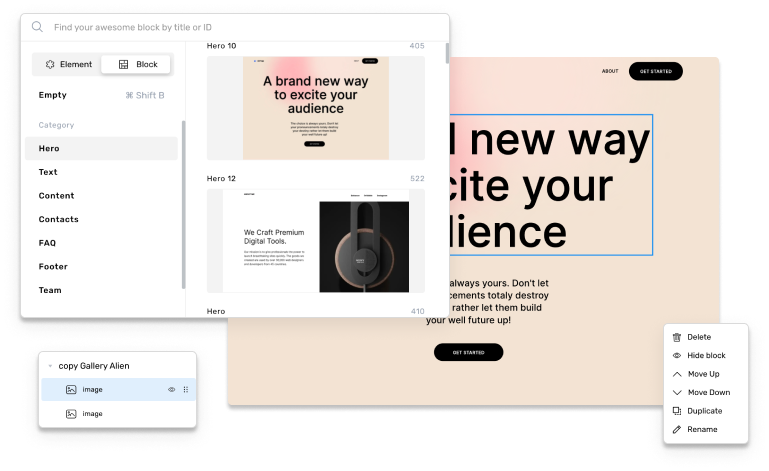 Find your awesome block by title or ID
Element
Block
Empty
⌘ Shift B
Category
Hero
Text
Content
Contacts
FAQ
Footer
Team
Hero 10
405
A brand new way
to excite your
audience
Hero 12
522
We Craft Premium
Digital Tools.
Hero
410
ABOUT
GET STARTED
new way
cite your
lience
always yours. Don't let
cements totaly destroy
rather let them build
your well future up!
GET STARTED
copy Gallery Alien
image
image
Delete
Hide block
Move Up
Move Down
Duplicate
Rename